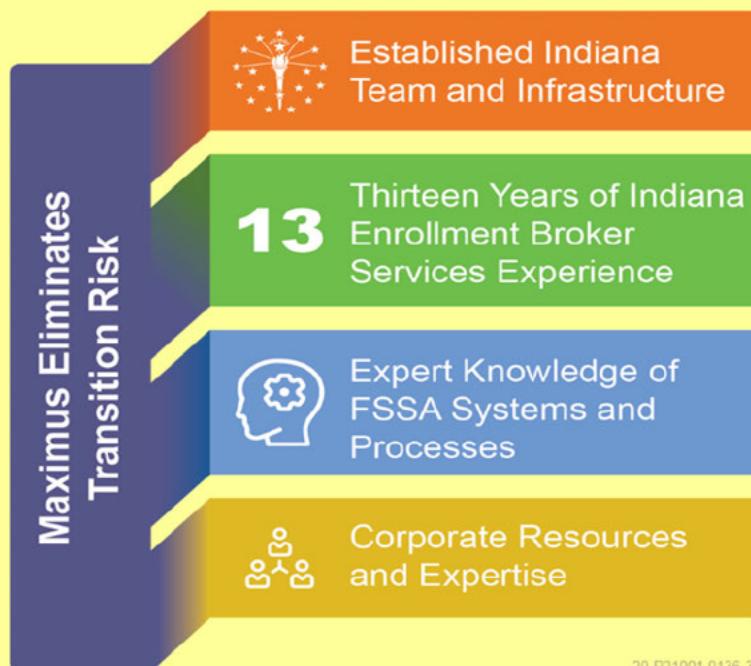 Maximus Eliminates
Transition Risk
Established Indiana
Team and Infrastructure
13
Thirteen Years of Indiana
Enrollment Broker
Services Experience
Expert Knowledge of
FSSA Systems and
Processes
Corporate Resources
and Expertise